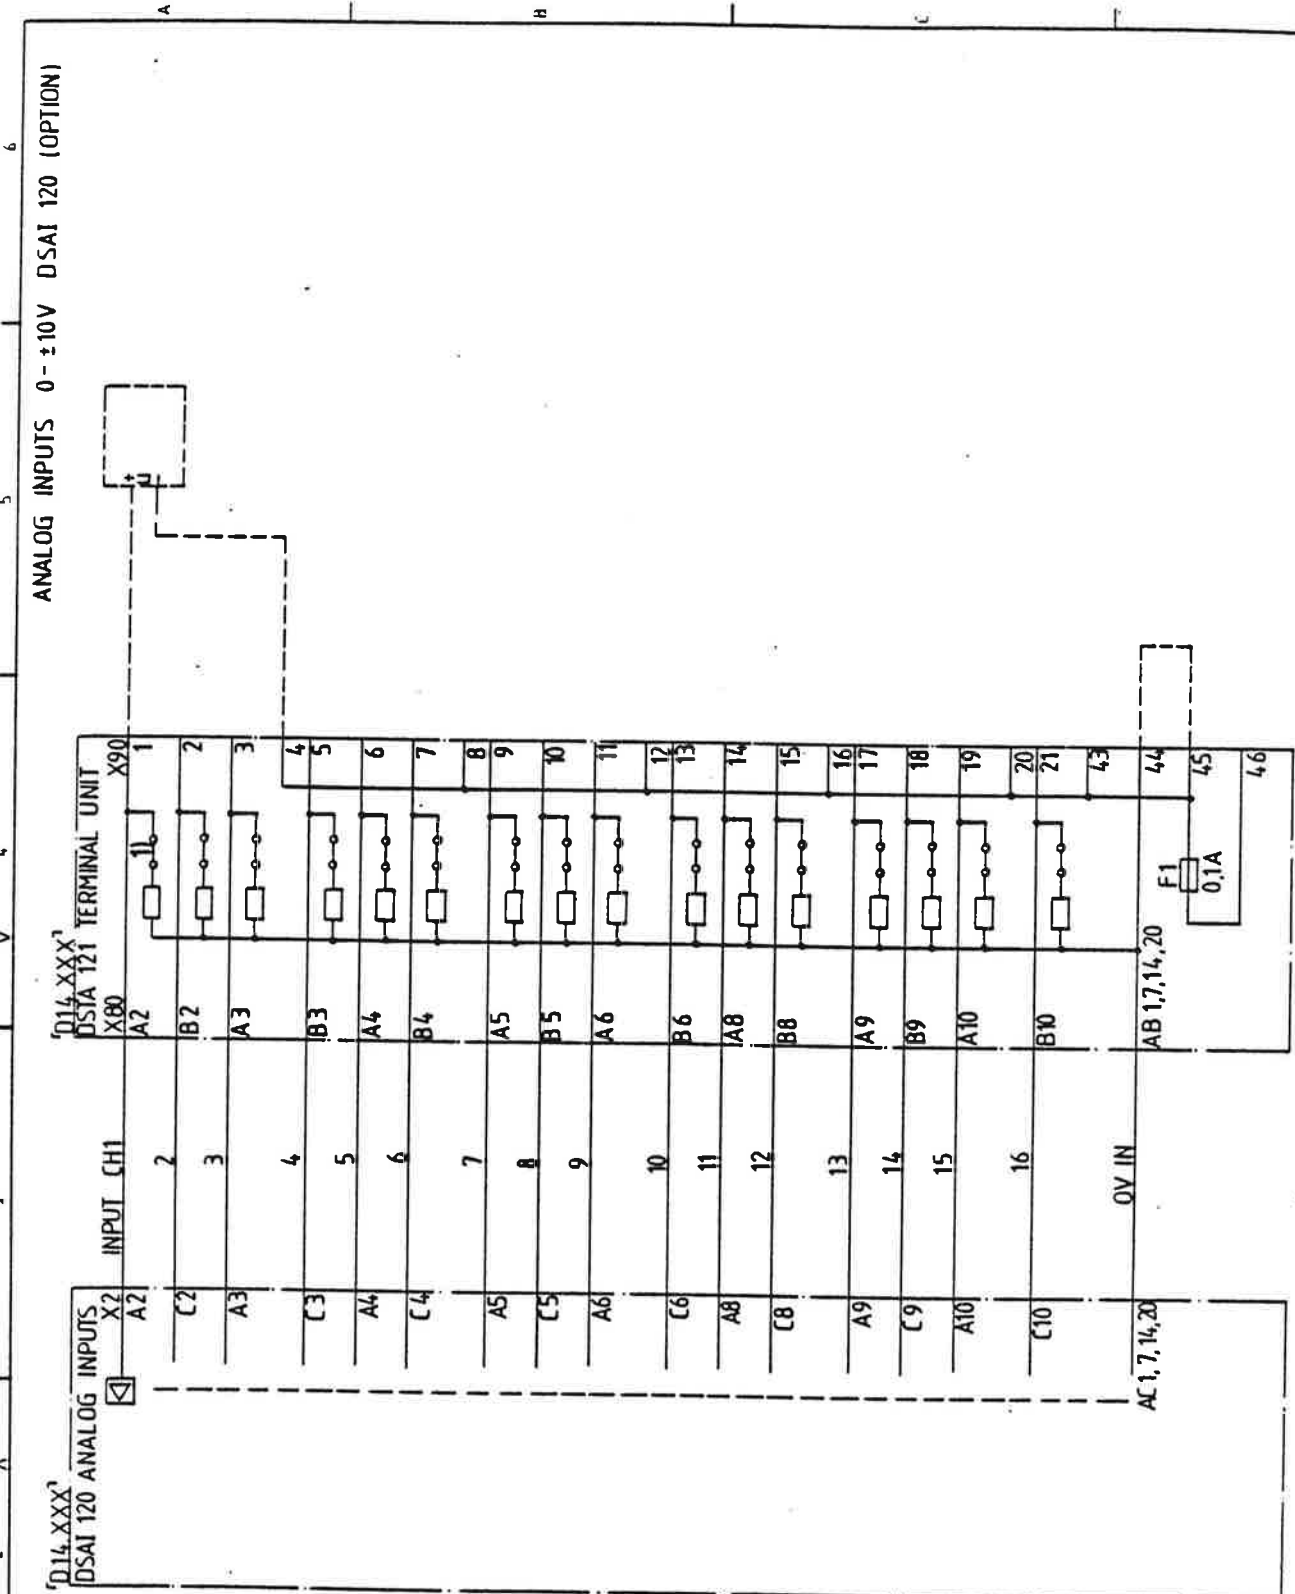 ANALOG INPUTS 0-±10V DSAI 120 (OPTION)
'D14.XXX'
DSAI 120 ANALOG INPUTS
X2
'D14.XXX'
DSTA 121 TERMINAL UNIT
X80
X90
A2 INPUT CH1 A2 1) 1
C2 2 B2 2
A3 3 A3 3
4
C3 4 B3 5
A4 5 A4 6
C4 6 B4 7
8
A5 7 A5 9
C5 8 B5 10
A6 9 A6 11
12
C6 10 B6 13
A8 11 A8 14
C8 12 B8 15
16
A9 13 A9 17
C9 14 B9 18
A10 15 A10 19
20
C10 16 B10 21
43
AC1,7,14,20 0V IN AB1,7,14,20 44
F1
0,1A
45
46
+
U
-
A
4
5
6